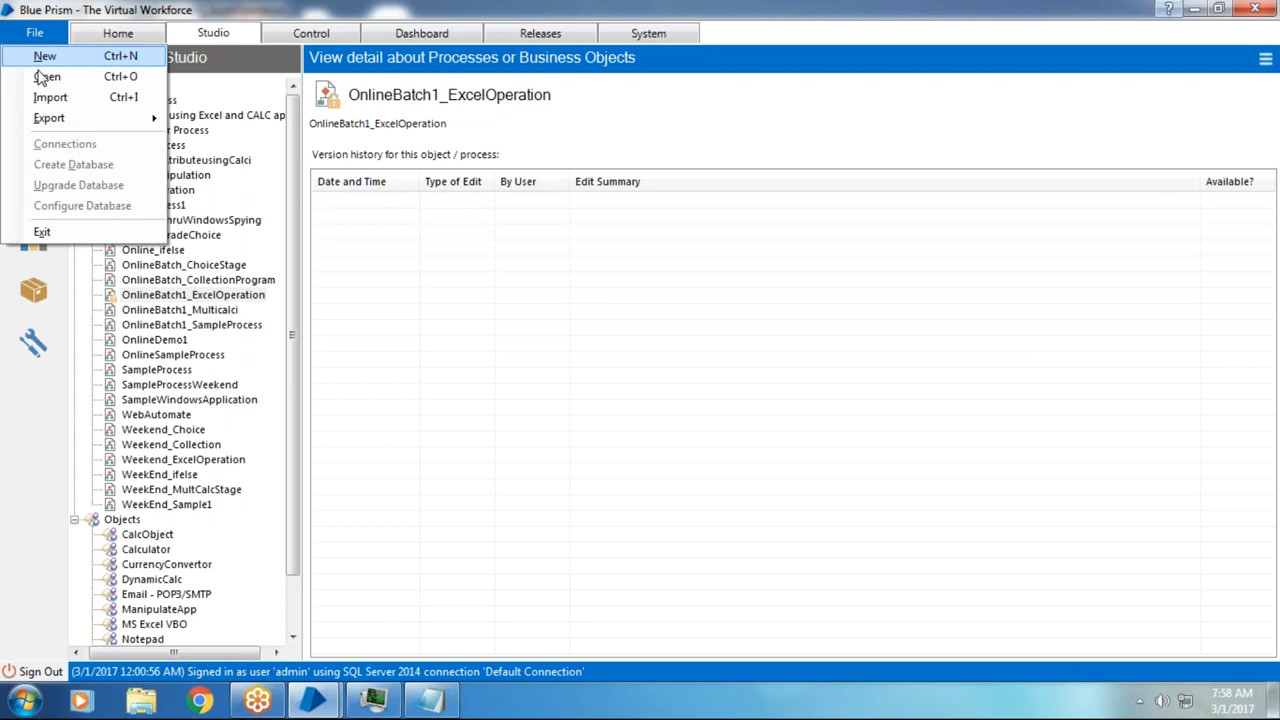 Blue Prism - The Virtual Workforce
File
Home
Studio
Control
Dashboard
Releases
System
New Ctrl+N
Ctrl+O
Import Ctrl+I
Export
Connections
Create Database
Upgrade Database
Configure Database
Exit
Studio
using Excel and CALC ap
Process
ributeusingCalci
ration
ess1
hruWindowsSpying
radeChoice
Online_ifelse
OnlineBatch_ChoiceStage
OnlineBatch_CollectionProgram
OnlineBatch1_ExcelOperation
OnlineBatch1_Multicalci
OnlineBatch1_SampleProcess
OnlineDemo1
OnlineSampleProcess
SampleProcess
SampleProcessWeekend
SampleWindowsApplication
WebAutomate
Weekend_Choice
Weekend_Collection
Weekend_ExcelOperation
WeekEnd_ifelse
WeekEnd_MultCalcStage
WeekEnd_Sample1
Objects
CalcObject
Calculator
CurrencyConvertor
DynamicCalc
Email - POP3/SMTP
ManipulateApp
MS Excel VBO
Notepad
View detail about Processes or Business Objects
OnlineBatch1_ExcelOperation
OnlineBatch1_ExcelOperation
Version history for this object / process:
Date and Time Type of Edit By User Edit Summary Available?
Sign Out
(3/1/2017 12:00:56 AM) Signed in as user 'admin' using SQL Server 2014 connection 'Default Connection'
7:58 AM
3/1/2017